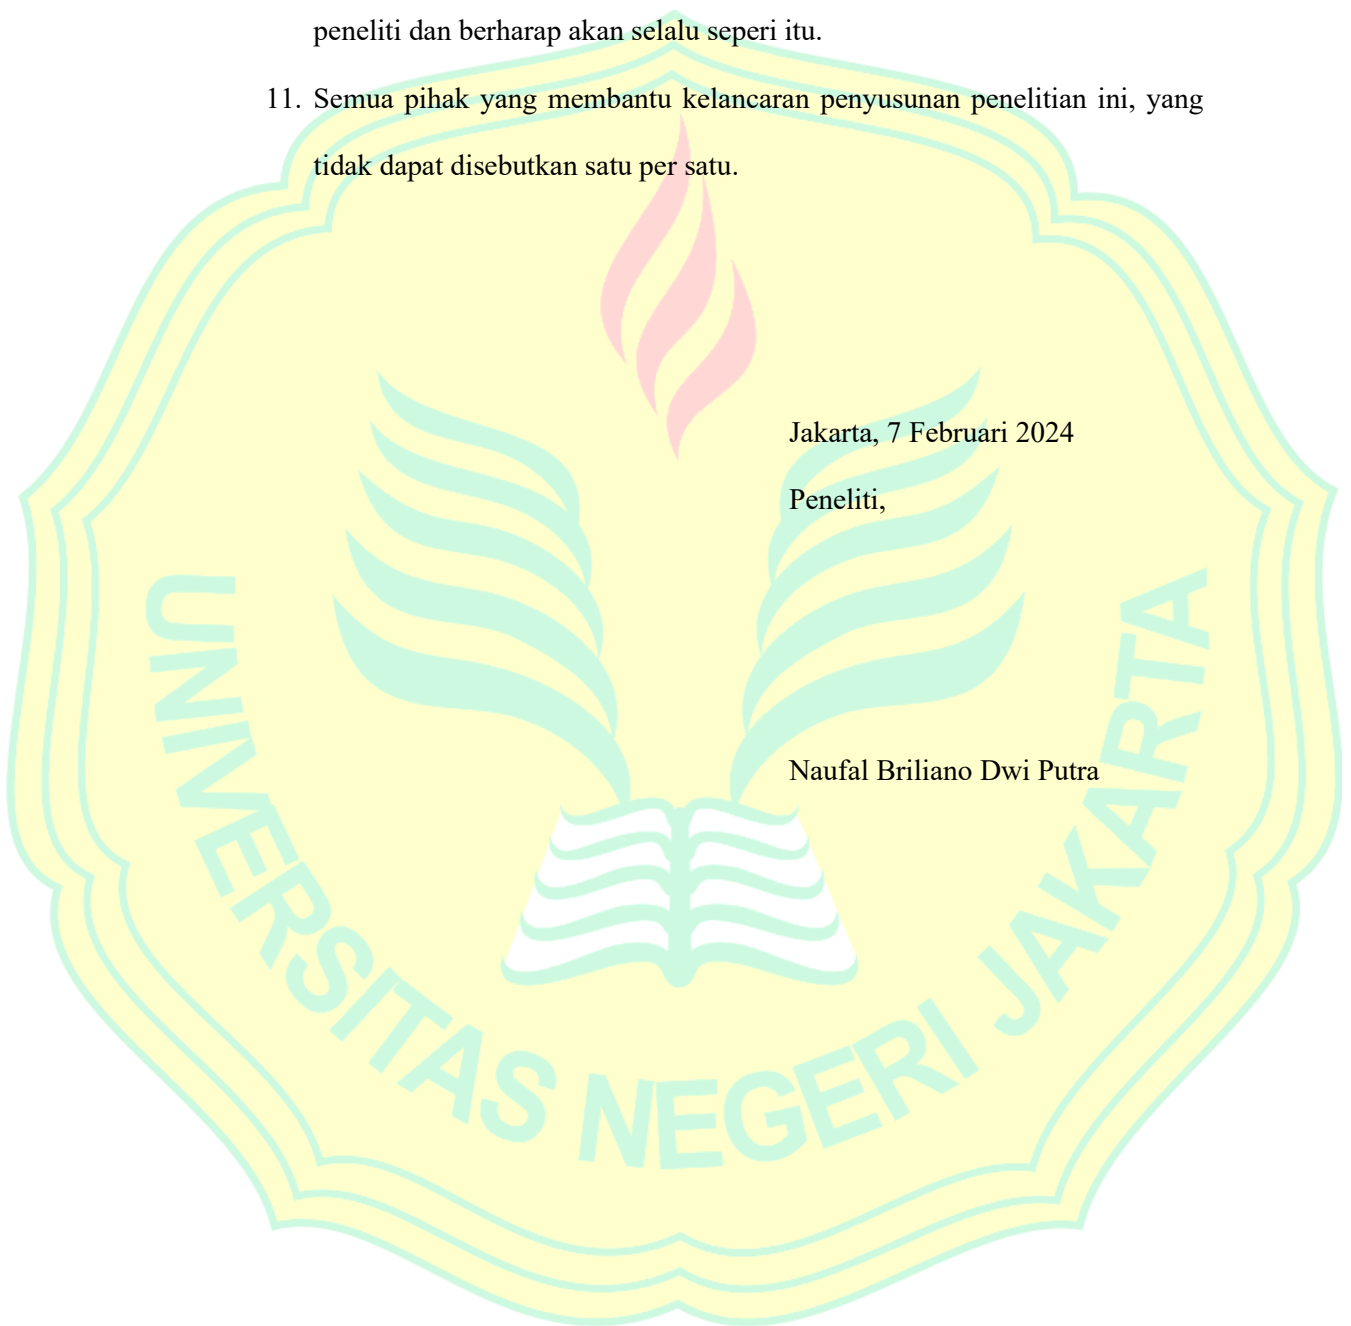 peneliti dan berharap akan selalu seperi itu.
11. Semua pihak yang membantu kelancaran penyusunan penelitian ini, yang
tidak dapat disebutkan satu per satu.
Jakarta, 7 Februari 2024
Peneliti,
Naufal Briliano Dwi Putra
UNIVERSITAS NEGERI JAKARTA